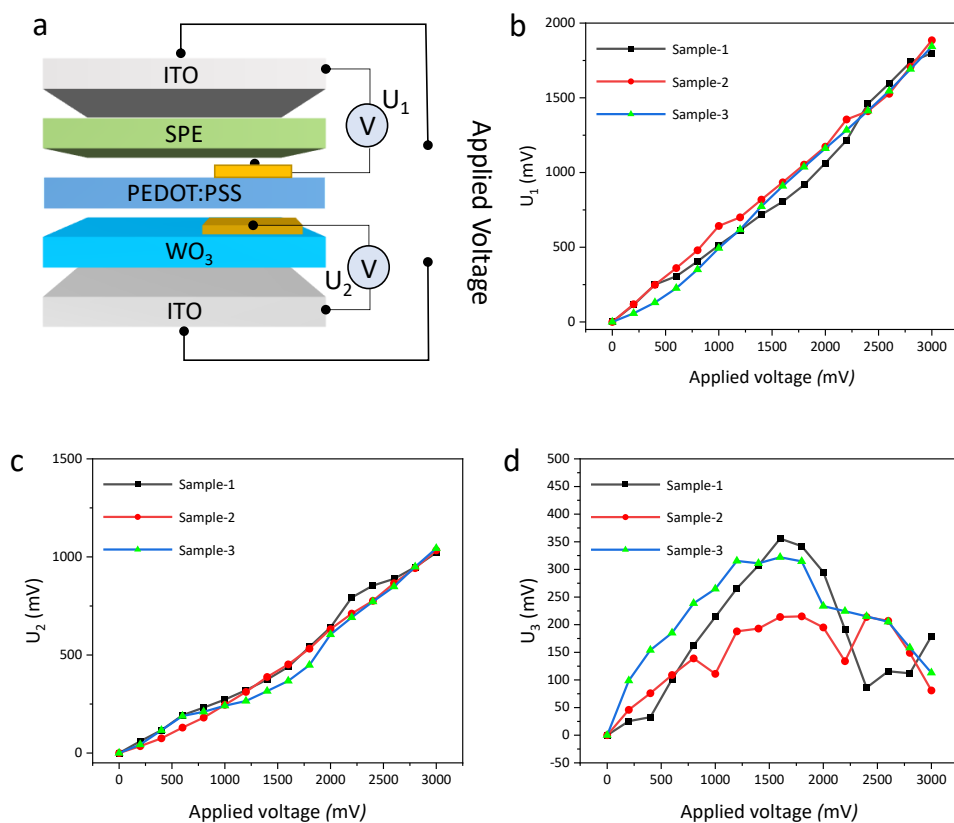 a
ITO
SPE
PEDOT:PSS
WO₃
ITO
U₁
V
U₂
V
Applied Voltage
b
Sample-1
Sample-2
Sample-3
2000
1500
1000
500
0
U₁ (mV)
0 500 1000 1500 2000 2500 3000
Applied voltage (mV)
c
Sample-1
Sample-2
Sample-3
1500
1000
500
0
U₂ (mV)
0 500 1000 1500 2000 2500 3000
Applied voltage (mV)
d
Sample-1
Sample-2
Sample-3
500
450
400
350
300
250
200
150
100
50
0
-50
U₃ (mV)
0 500 1000 1500 2000 2500 3000
Applied voltage (mV)